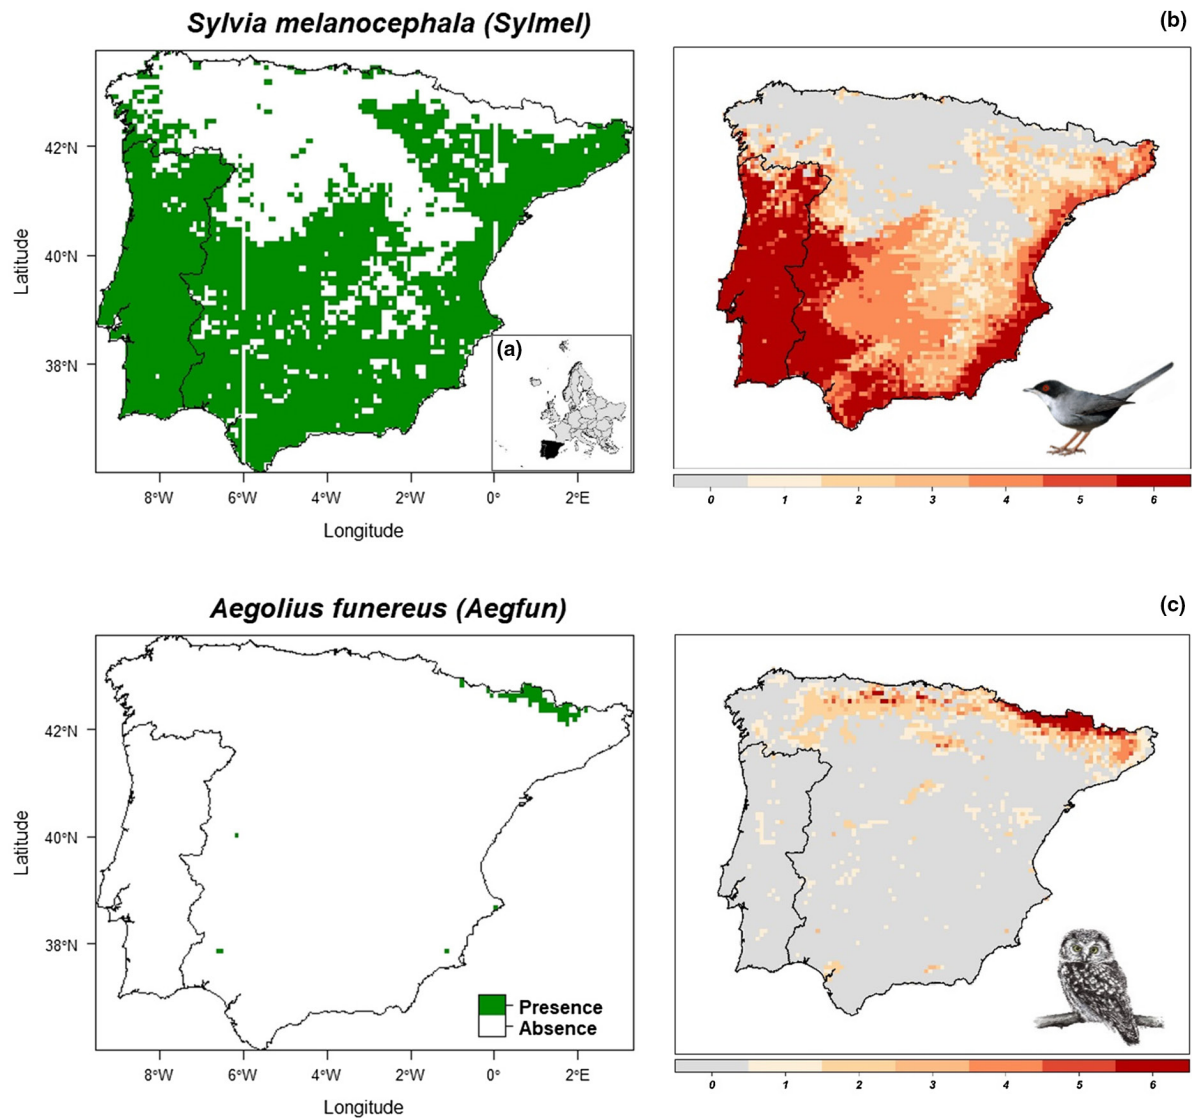 Sylvia melanocephala (Sylmel)
(b)
42°N
40°N
38°N
Latitude
(a)
8°W 6°W 4°W 2°W 0° 2°E
Longitude
0 1 2 3 4 5 6
Aegolius funereus (Aegfun)
(c)
42°N
40°N
38°N
Latitude
Presence
Absence
8°W 6°W 4°W 2°W 0° 2°E
Longitude
0 1 2 3 4 5 6